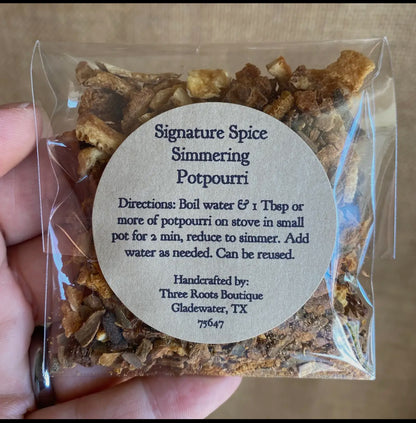 Signature Spice
Simmering
Potpourri
Directions: Boil water & 1 Tbsp or
more of potpourri on stove in small
pot for 2 min, reduce to simmer. Add
water as needed. Can be reused.
Handcrafted by:
Three Roots Boutique
Gladewater, TX
75647